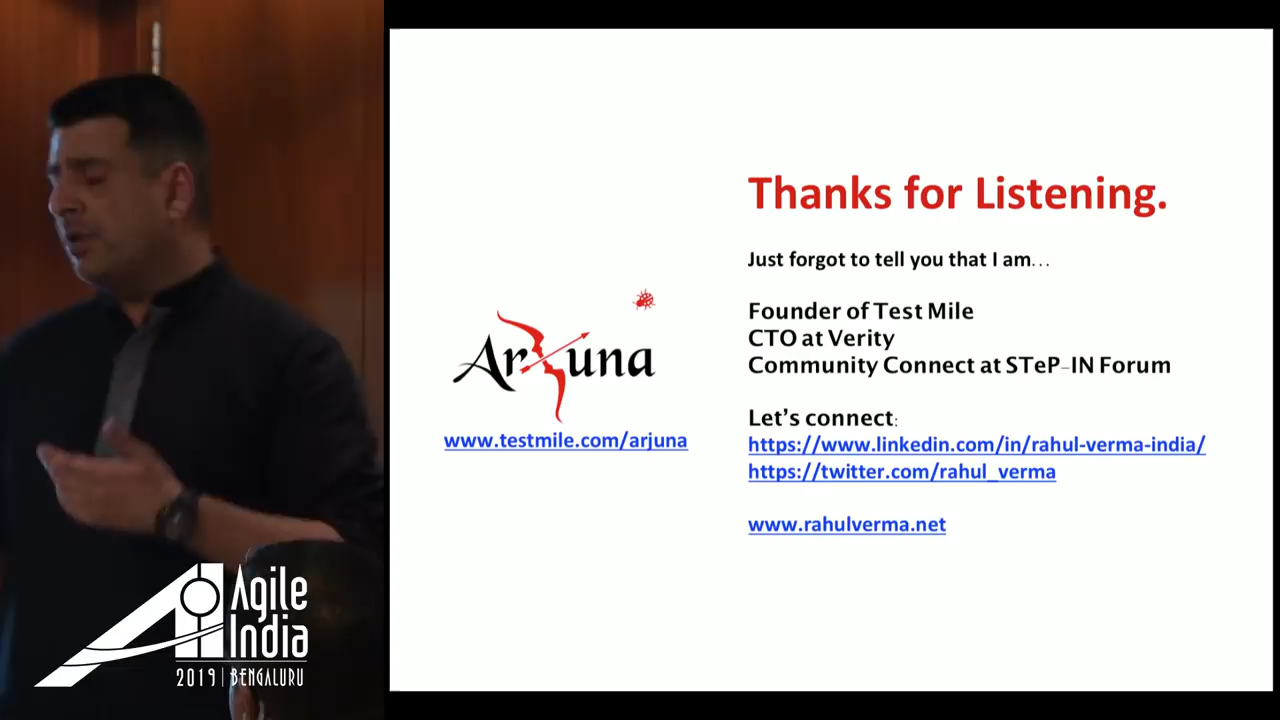 Thanks for Listening.
Just forgot to tell you that I am...
Founder of Test Mile
CTO at Verity
Community Connect at STeP-IN Forum
Let’s connect:
https://www.linkedin.com/in/rahul-verma-india/
https://twitter.com/rahul_verma
www.rahulverma.net
Arjuna
www.testmile.com/arjuna
Agile
India
2019 | BENGALURU